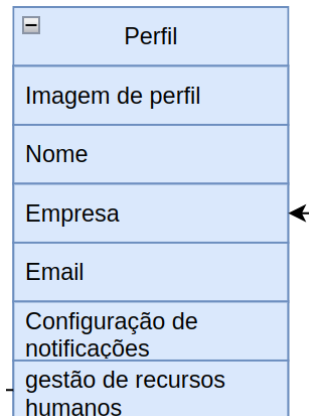 Perfil
Imagem de perfil
Nome
Empresa
Email
Configuração de
notificações
gestão de recursos
humanos